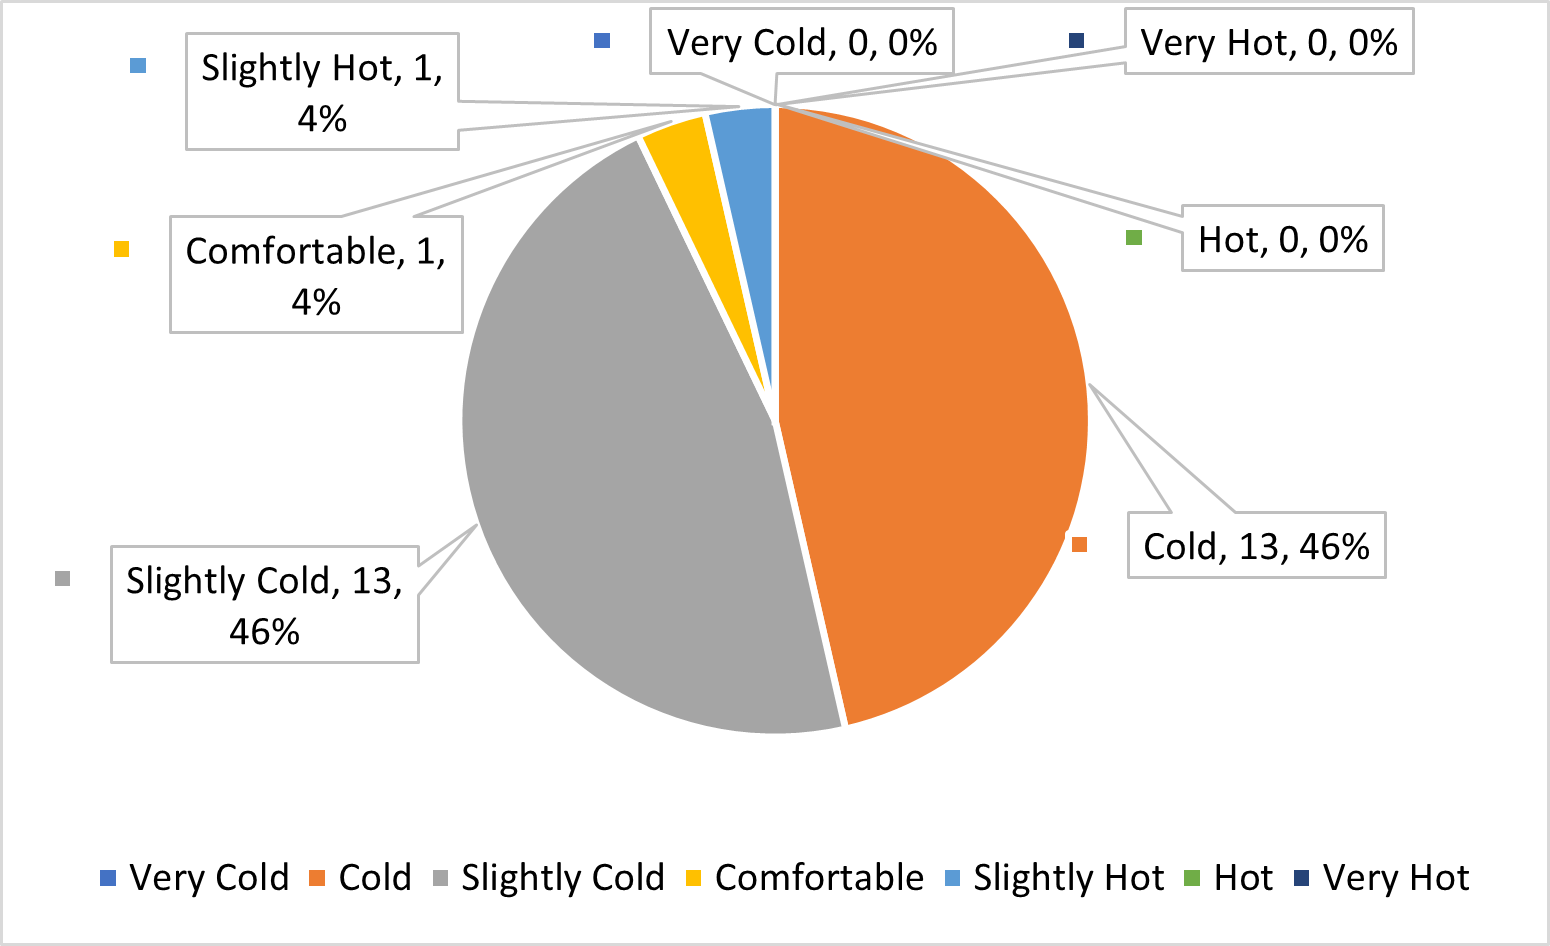 Very Cold, 0, 0%
Very Hot, 0, 0%
Slightly Hot, 1,
4%
Hot, 0, 0%
Comfortable, 1,
4%
Cold, 13, 46%
Slightly Cold, 13,
46%
Very Cold Cold Slightly Cold Comfortable Slightly Hot Hot Very Hot